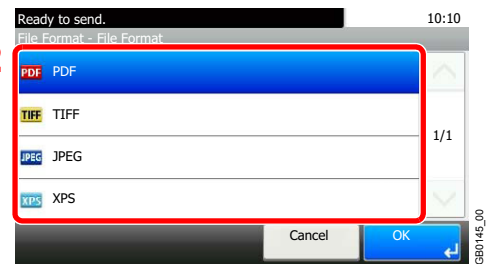 Ready to send. 10:10
File Format - File Format
PDF PDF
TIFF TIFF
1/1
JPEG JPEG
XPS XPS
Cancel OK
GB0145_00